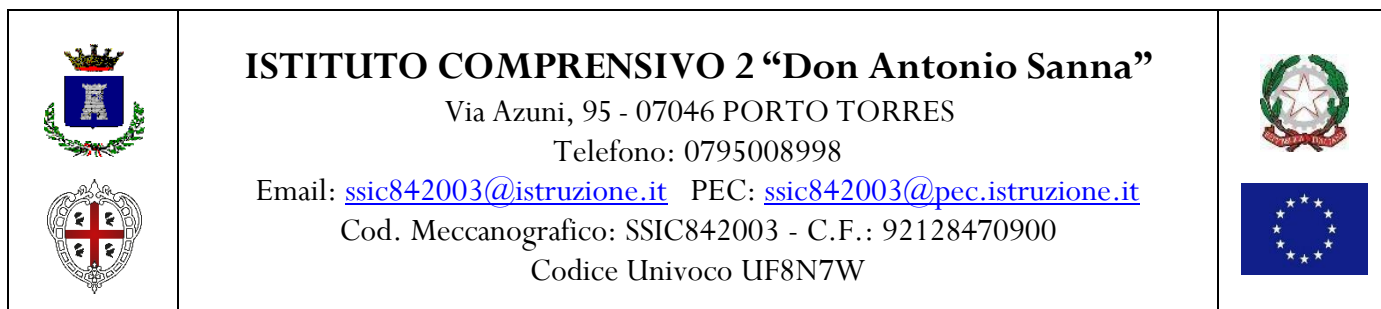 ISTITUTO COMPRENSIVO 2 “Don Antonio Sanna”
Via Azuni, 95 - 07046 PORTO TORRES
Telefono: 0795008998
Email: ssic842003@istruzione.it PEC: ssic842003@pec.istruzione.it
Cod. Meccanografico: SSIC842003 - C.F.: 92128470900
Codice Univoco UF8N7W